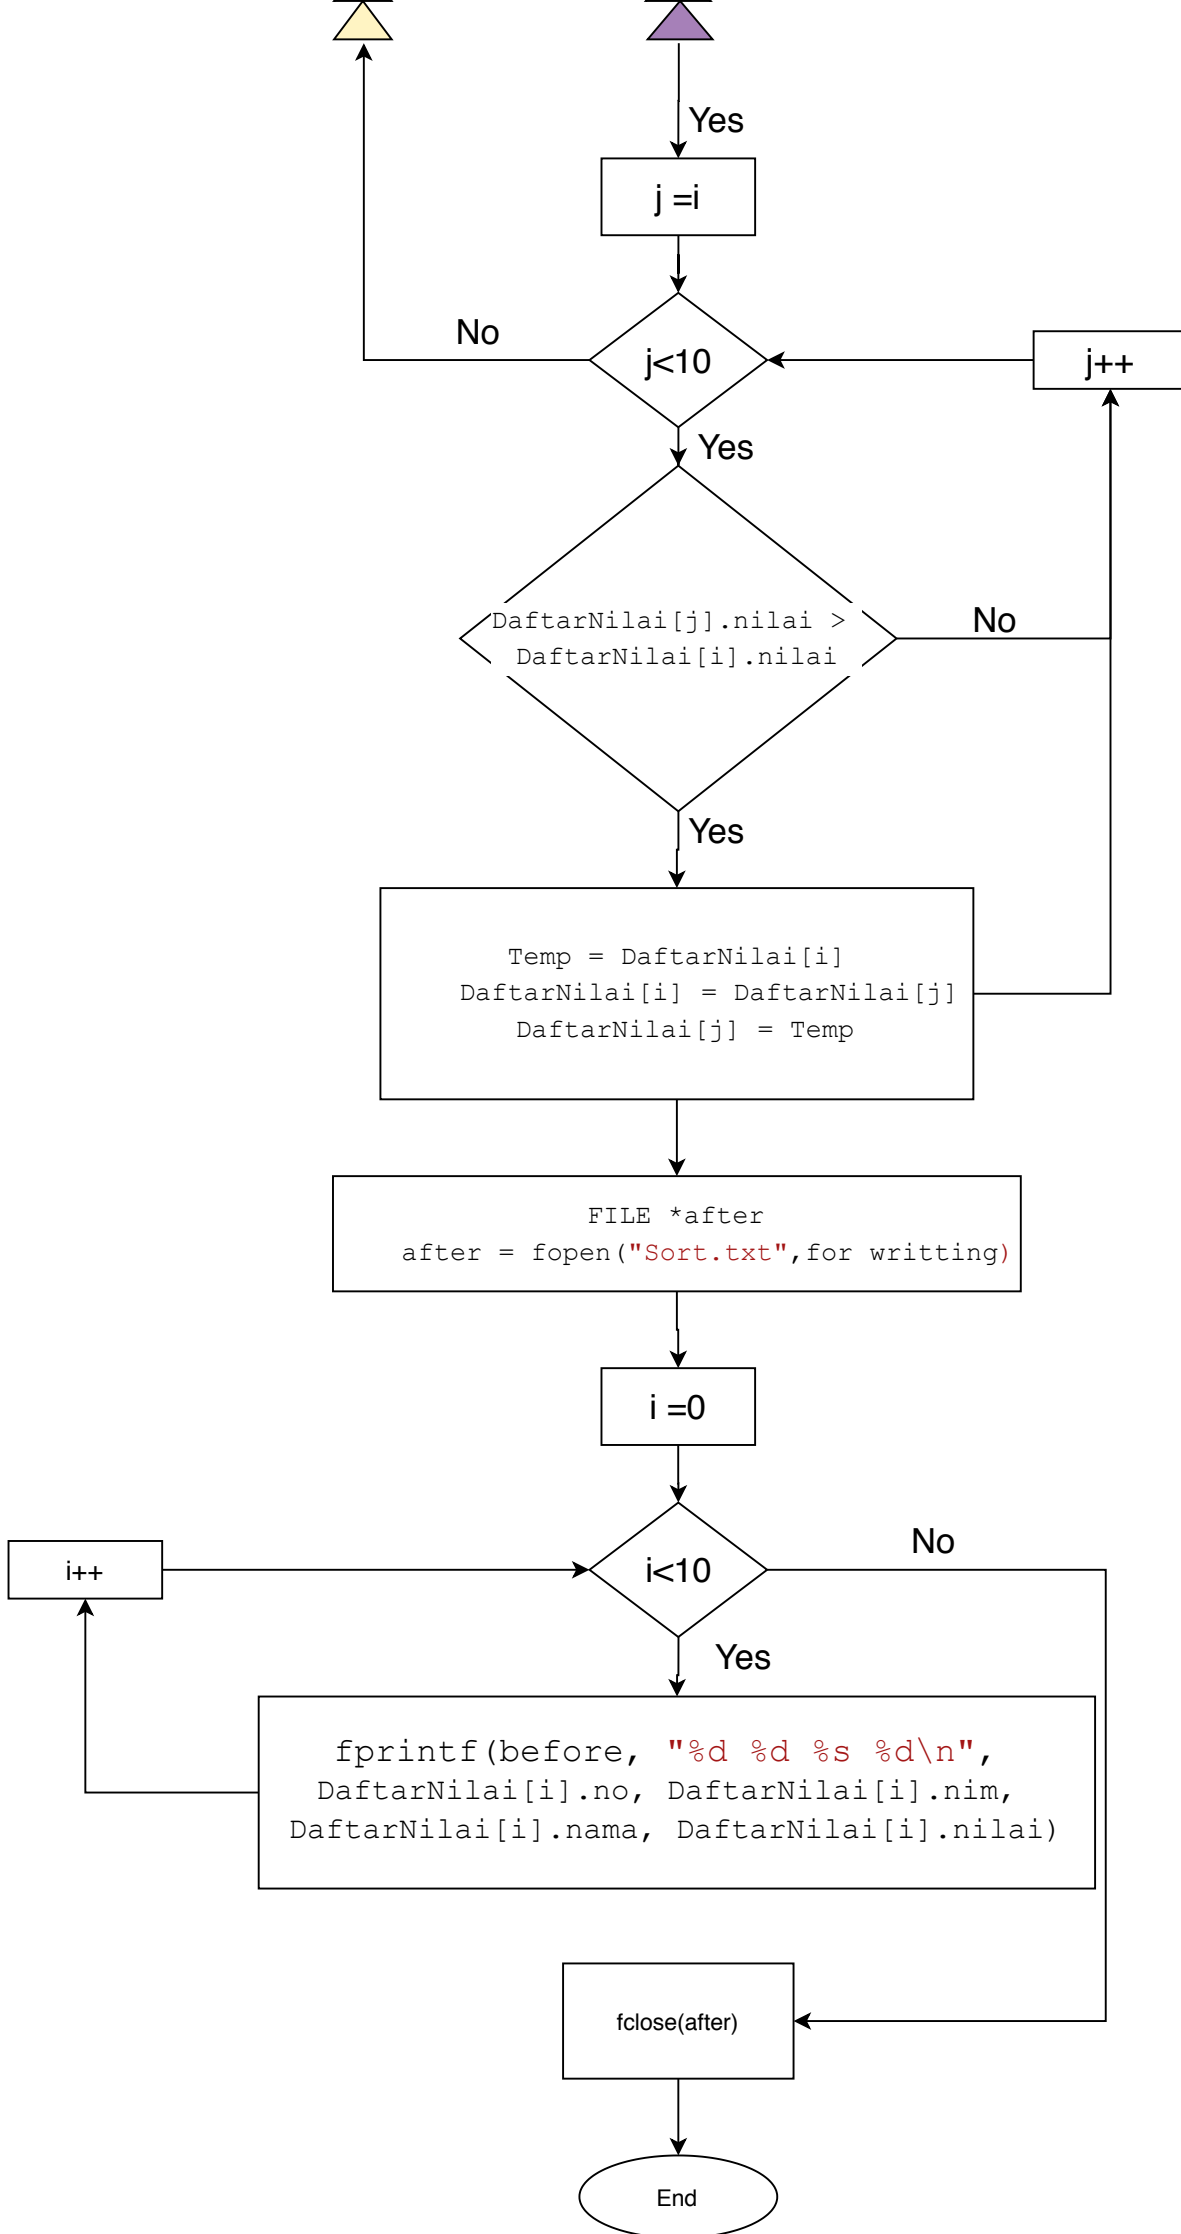 Yes
j =i
No
j<10
j++
Yes
DaftarNilai[j].nilai >
DaftarNilai[i].nilai
No
Yes
Temp = DaftarNilai[i]
DaftarNilai[i] = DaftarNilai[j]
DaftarNilai[j] = Temp
FILE *after
after = fopen("Sort.txt",for writting)
i =0
i++
i<10
No
Yes
fprintf(before, "%d %d %s %d\n",
DaftarNilai[i].no, DaftarNilai[i].nim,
DaftarNilai[i].nama, DaftarNilai[i].nilai)
fclose(after)
End